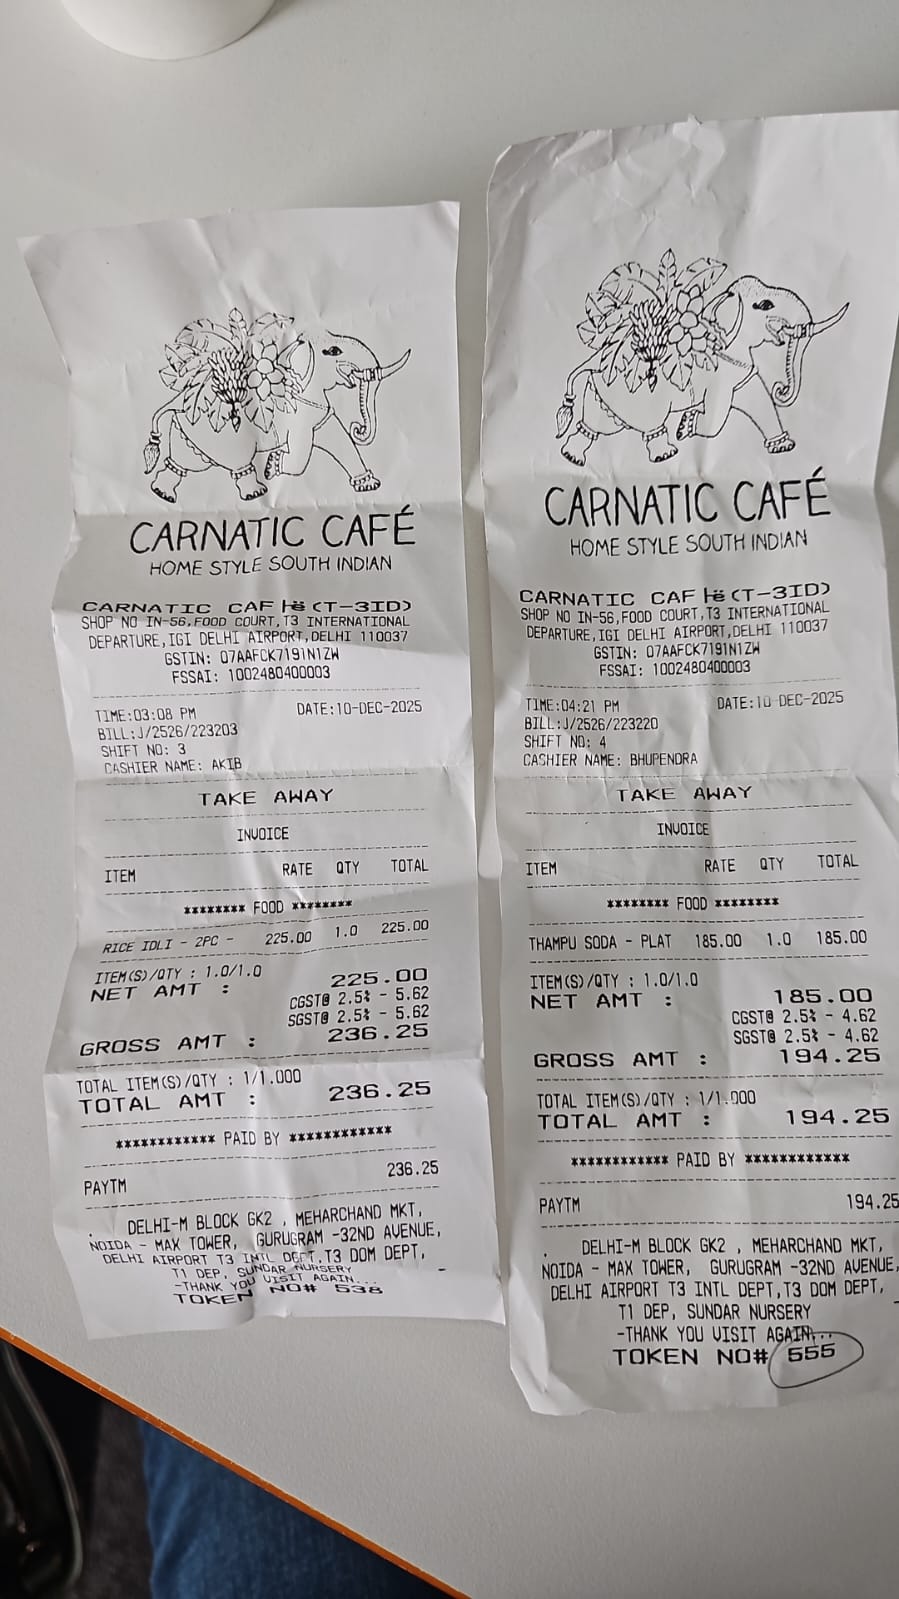 CARNATIC CAFÉ
HOME STYLE SOUTH INDIAN
CARNATIC CAF (T-3ID)
SHOP NO IN-56,FOOD COURT,T3 INTERNATIONAL
DEPARTURE,IGI DELHI AIRPORT,DELHI 110037
GSTIN: 07AAFCK7191N1ZW
FSSAI: 1002480400003
TIME:03:08 PM DATE:10-DEC-2025
BILL:J/2526/223203
SHIFT NO: 3
CASHIER NAME: AKIB
TAKE AWAY
INVOICE
ITEM RATE QTY TOTAL
******** FOOD ********
RICE IDLI - 2PC - 225.00 1.0 225.00
ITEM(S)/QTY : 1.0/1.0
NET AMT : 225.00
CGST@ 2.5% - 5.62
SGST@ 2.5% - 5.62
GROSS AMT : 236.25
TOTAL ITEM(S)/QTY : 1/1.000
TOTAL AMT : 236.25
************ PAID BY ************
PAYTM 236.25
. DELHI-M BLOCK GK2 , MEHARCHAND MKT,
NOIDA - MAX TOWER, GURUGRAM -32ND AVENUE,
DELHI AIRPORT T3 INTL DEPT,T3 DOM DEPT,
T1 DEP, SUNDAR NURSERY
-THANK YOU VISIT AGAIN...
TOKEN NO# 538
CARNATIC CAFÉ
HOME STYLE SOUTH INDIAN
CARNATIC CAF (T-3ID)
SHOP NO IN-56,FOOD COURT,T3 INTERNATIONAL
DEPARTURE,IGI DELHI AIRPORT,DELHI 110037
GSTIN: 07AAFCK7191N1ZW
FSSAI: 1002480400003
TIME:04:21 PM DATE:10-DEC-2025
BILL:J/2526/223220
SHIFT NO: 4
CASHIER NAME: BHUPENDRA
TAKE AWAY
INVOICE
ITEM RATE QTY TOTAL
******** FOOD ********
THAMPU SODA - PLAT 185.00 1.0 185.00
ITEM(S)/QTY : 1.0/1.0
NET AMT : 185.00
CGST@ 2.5% - 4.62
SGST@ 2.5% - 4.62
GROSS AMT : 194.25
TOTAL ITEM(S)/QTY : 1/1.000
TOTAL AMT : 194.25
************ PAID BY ************
PAYTM 194.25
. DELHI-M BLOCK GK2 , MEHARCHAND MKT,
NOIDA - MAX TOWER, GURUGRAM -32ND AVENUE,
DELHI AIRPORT T3 INTL DEPT,T3 DOM DEPT,
T1 DEP, SUNDAR NURSERY
-THANK YOU VISIT AGAIN...
TOKEN NO# 555